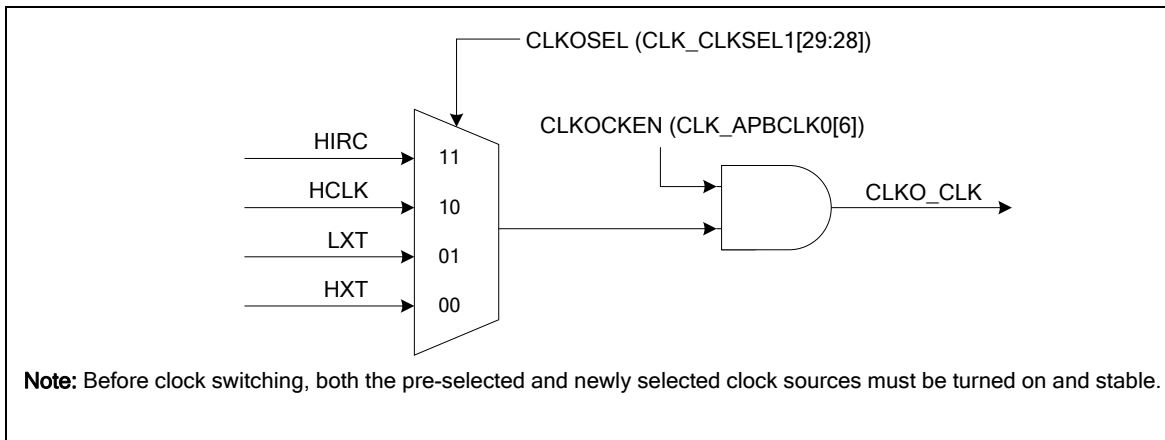 CLKOSEL (CLK_CLKSEL1[29:28])
CLKOCKEN (CLK_APBCLK0[6])
HIRC
11
HCLK
10
CLKO_CLK
LXT
01
HXT
00
Note: Before clock switching, both the pre-selected and newly selected clock sources must be turned on and stable.